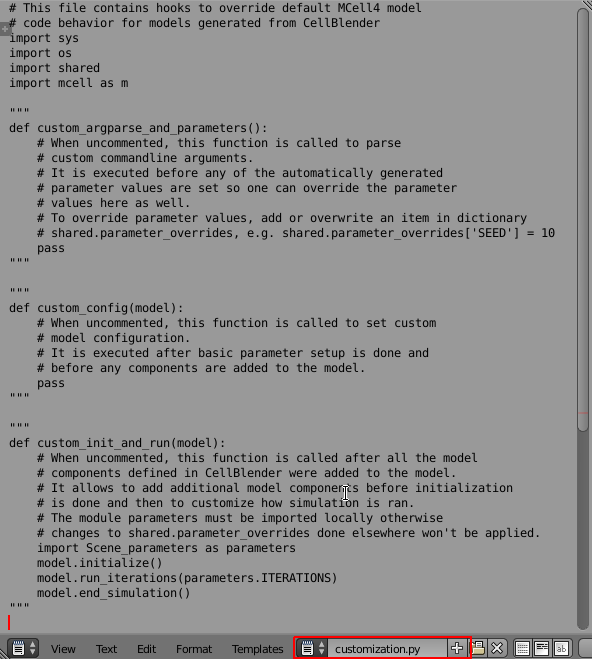 # This file contains hooks to override default MCell4 model
# code behavior for models generated from CellBlender
import sys
import os
import shared
import mcell as m
"""
def custom_argparse_and_parameters():
# When uncommented, this function is called to parse
# custom commandline arguments.
# It is executed before any of the automatically generated
# parameter values are set so one can override the parameter
# values here as well.
# To override parameter values, add or overwrite an item in dictionary
# shared.parameter_overrides, e.g. shared.parameter_overrides['SEED'] = 10
pass
"""
"""
def custom_config(model):
# When uncommented, this function is called to set custom
# model configuration.
# It is executed after basic parameter setup is done and
# before any components are added to the model.
pass
"""
"""
def custom_init_and_run(model):
# When uncommented, this function is called after all the model
# components defined in CellBlender were added to the model.
# It allows to add additional model components before initialization
# is done and then to customize how simulation is ran.
# The module parameters must be imported locally otherwise
# changes to shared.parameter_overrides done elsewhere won't be applied.
import Scene_parameters as parameters
model.initialize()
model.run_iterations(parameters.ITERATIONS)
model.end_simulation()
"""
View Text Edit Format Templates customization.py ab